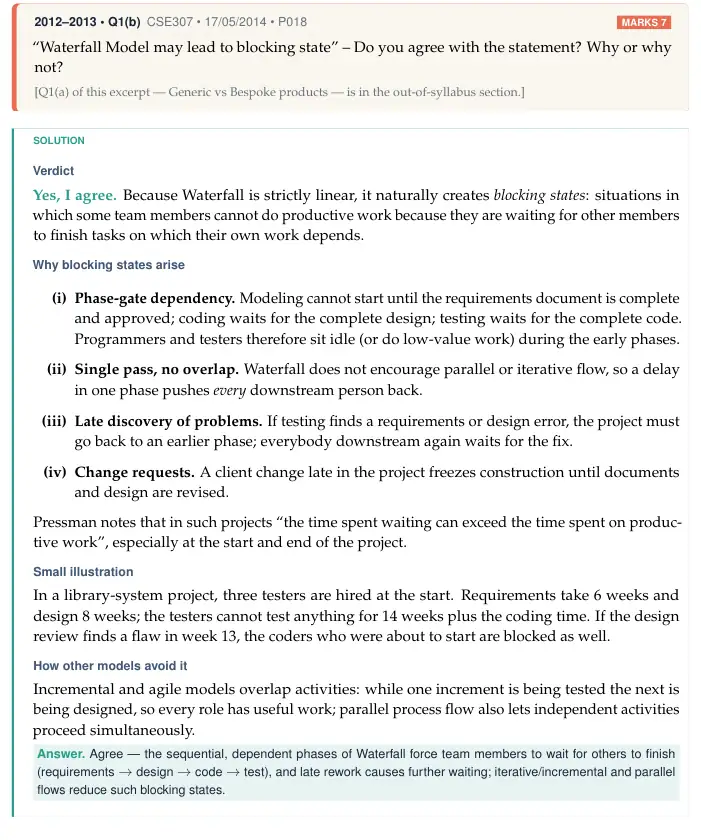 2012–2013 • Q1(b) CSE307 • 17/05/2014 • P018 MARKS 7
“Waterfall Model may lead to blocking state” – Do you agree with the statement? Why or why
not?
[Q1(a) of this excerpt — Generic vs Bespoke products — is in the out-of-syllabus section.]
SOLUTION
Verdict
Yes, I agree. Because Waterfall is strictly linear, it naturally creates blocking states: situations in
which some team members cannot do productive work because they are waiting for other members
to finish tasks on which their own work depends.
Why blocking states arise
(i) Phase-gate dependency. Modeling cannot start until the requirements document is complete
and approved; coding waits for the complete design; testing waits for the complete code.
Programmers and testers therefore sit idle (or do low-value work) during the early phases.
(ii) Single pass, no overlap. Waterfall does not encourage parallel or iterative flow, so a delay
in one phase pushes every downstream person back.
(iii) Late discovery of problems. If testing finds a requirements or design error, the project must
go back to an earlier phase; everybody downstream again waits for the fix.
(iv) Change requests. A client change late in the project freezes construction until documents
and design are revised.
Pressman notes that in such projects “the time spent waiting can exceed the time spent on produc-
tive work”, especially at the start and end of the project.
Small illustration
In a library-system project, three testers are hired at the start. Requirements take 6 weeks and
design 8 weeks; the testers cannot test anything for 14 weeks plus the coding time. If the design
review finds a flaw in week 13, the coders who were about to start are blocked as well.
How other models avoid it
Incremental and agile models overlap activities: while one increment is being tested the next is
being designed, so every role has useful work; parallel process flow also lets independent activities
proceed simultaneously.
Answer. Agree — the sequential, dependent phases of Waterfall force team members to wait for others to finish
(requirements → design → code → test), and late rework causes further waiting; iterative/incremental and parallel
flows reduce such blocking states.